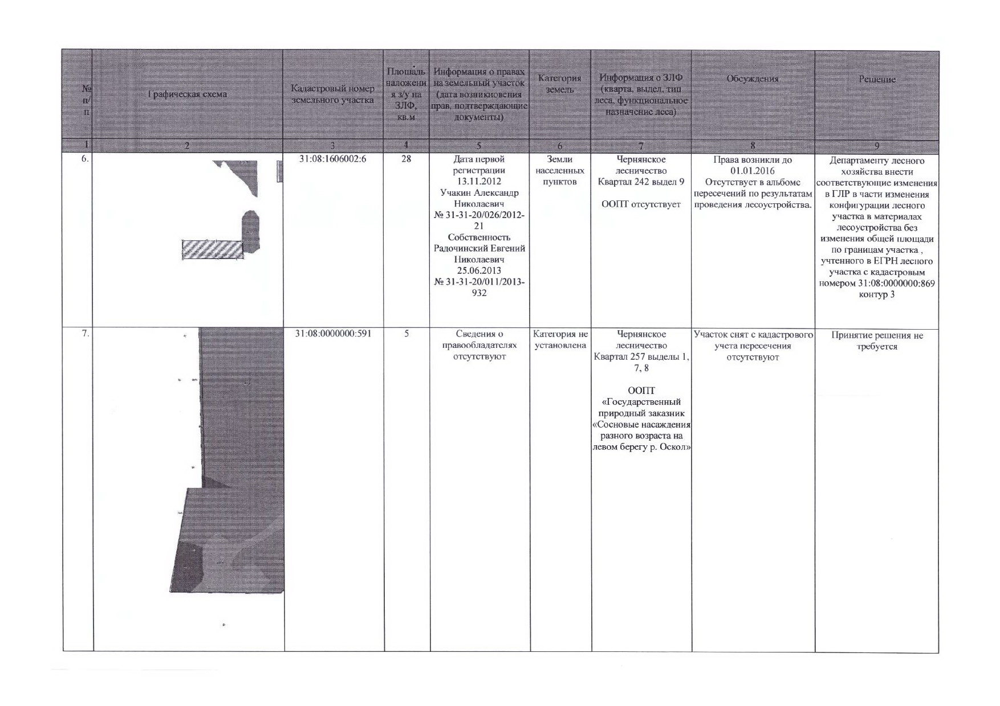 №
п/
п
Графическая схема
Кадастровый номер
земельного участка
Площадь
наложени
я з/у на
ЗЛФ,
кв.м
Информация о правах
на земельный участок
(дата возникновения
прав, подтверждающие
документы)
Категория
земель
Информация о ЗЛФ
(кварта, выдел, тип
леса, функциональное
назначение леса)
Обсуждения
Решение
1
2
3
4
5
6
7
8
9
6.
31:08:1606002:6
28
Дата первой
регистрации
13.11.2012
Учакин Александр
Николаевич
№ 31-31-20/026/2012-
21
Собственность
Радочинский Евгений
Николаевич
25.06.2013
№ 31-31-20/011/2013-
932
Земли
населенных
пунктов
Чернянское
лесничество
Квартал 242 выдел 9
ООПТ отсутствует
Права возникли до
01.01.2016
Отсутствует в альбоме
пересечений по результатам
проведения лесоустройства.
Департаменту лесного
хозяйства внести
соответствующие изменения
в ГЛР в части изменения
конфигурации лесного
участка в материалах
лесоустройства без
изменения общей площади
по границам участка ,
учтенного в ЕГРН лесного
участка с кадастровым
номером 31:08:0000000:869
контур 3
7.
31:08:0000000:591
5
Сведения о
правообладателях
отсутствуют
Категория не
установлена
Чернянское
лесничество
Квартал 257 выделы 1,
7, 8
ООПТ
«Государственный
природный заказник
«Сосновые насаждения
разного возраста на
левом берегу р. Оскол»
Участок снят с кадастрового
учета пересечения
отсутствуют
Принятие решения не
требуется